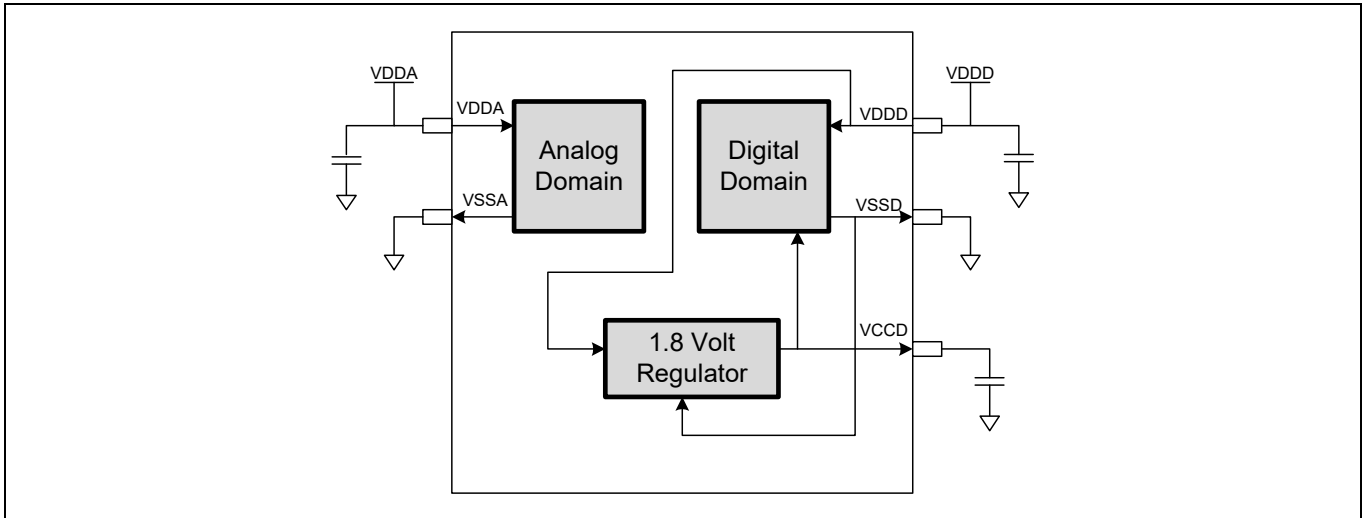 VDDA
VDDD
VDDA
VDDD
Analog
Domain
Digital
Domain
VSSA
VSSD
1.8 Volt
Regulator
VCCD